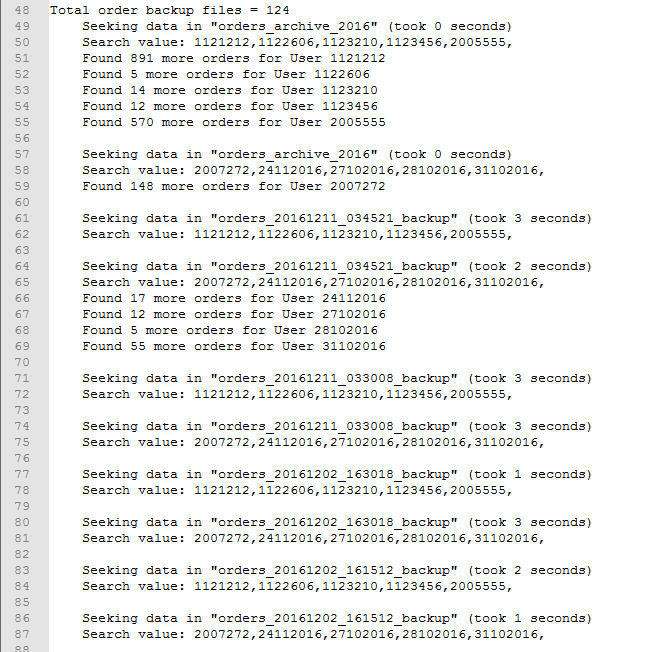 48 Total order backup files = 124
49 Seeking data in "orders_archive_2016" (took 0 seconds)
50 Search value: 1121212,1122606,1123210,1123456,2005555,
51 Found 891 more orders for User 1121212
52 Found 5 more orders for User 1122606
53 Found 14 more orders for User 1123210
54 Found 12 more orders for User 1123456
55 Found 570 more orders for User 2005555
56
57 Seeking data in "orders_archive_2016" (took 0 seconds)
58 Search value: 2007272,24112016,27102016,28102016,31102016,
59 Found 148 more orders for User 2007272
60
61 Seeking data in "orders_20161211_034521_backup" (took 3 seconds)
62 Search value: 1121212,1122606,1123210,1123456,2005555,
63
64 Seeking data in "orders_20161211_034521_backup" (took 2 seconds)
65 Search value: 2007272,24112016,27102016,28102016,31102016,
66 Found 17 more orders for User 24112016
67 Found 12 more orders for User 27102016
68 Found 5 more orders for User 28102016
69 Found 55 more orders for User 31102016
70
71 Seeking data in "orders_20161211_033008_backup" (took 3 seconds)
72 Search value: 1121212,1122606,1123210,1123456,2005555,
73
74 Seeking data in "orders_20161211_033008_backup" (took 3 seconds)
75 Search value: 2007272,24112016,27102016,28102016,31102016,
76
77 Seeking data in "orders_20161202_163018_backup" (took 1 seconds)
78 Search value: 1121212,1122606,1123210,1123456,2005555,
79
80 Seeking data in "orders_20161202_163018_backup" (took 3 seconds)
81 Search value: 2007272,24112016,27102016,28102016,31102016,
82
83 Seeking data in "orders_20161202_161512_backup" (took 2 seconds)
84 Search value: 1121212,1122606,1123210,1123456,2005555,
85
86 Seeking data in "orders_20161202_161512_backup" (took 1 seconds)
87 Search value: 2007272,24112016,27102016,28102016,31102016,
88